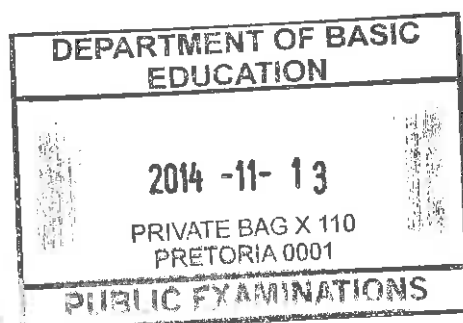 DEPARTMENT OF BASIC
EDUCATION
2014 -11- 13
PRIVATE BAG X 110
PRETORIA 0001
PUBLIC EXAMINATIONS